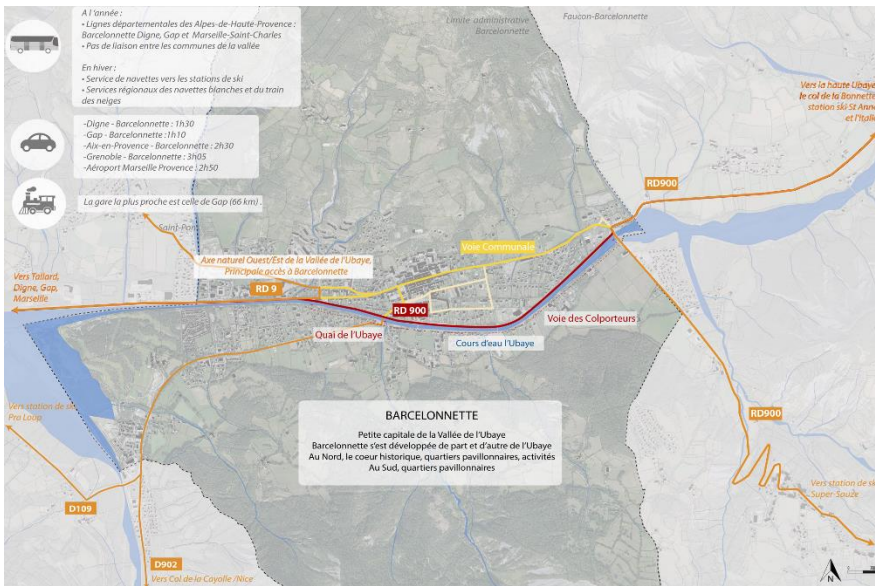 A l'année :
• Lignes départementales des Alpes-de-Haute-Provence :
Barcelonnette Digne, Gap et Marseille-Saint-Charles
• Pas de liaison entre les communes de la vallée
En hiver :
• Service de navettes vers les stations de ski
• Services régionaux des navettes blanches et du train
des neiges
Limite administrative
Barcelonnette
Faucon-Barcelonnette
Vers la haute Ubaye,
le col de la Bonnette,
station ski St Anne
et l'Italie
-Digne - Barcelonnette : 1h30
-Gap - Barcelonnette :1h10
-Aix-en-Provence - Barcelonnette : 2h30
-Grenoble - Barcelonnette : 3h05
-Aéroport Marseille Provence : 2h50
RD900
La gare la plus proche est celle de Gap (66 km) .
Saint-Pons
Voie Communale
Axe naturel Ouest/Est de la Vallée de l'Ubaye,
Principale accès à Barcelonnette
Vers Tallard,
Digne, Gap,
Marseille
RD 9
RD 900
Quai de l'Ubaye
Voie des Colporteurs
Cours d'eau l'Ubaye
Vers station de ski
Pra Loup
BARCELONNETTE
Petite capitale de la Vallée de l'Ubaye
Barcelonnette s'est développée de part et d'autre de l'Ubaye
Au Nord, le coeur historique, quartiers pavillonnaires, activités
Au Sud, quartiers pavillonnaires
RD900
Vers station de ski
Super Sauze
D109
D902
Vers Col de la Cayolle /Nice
N
0